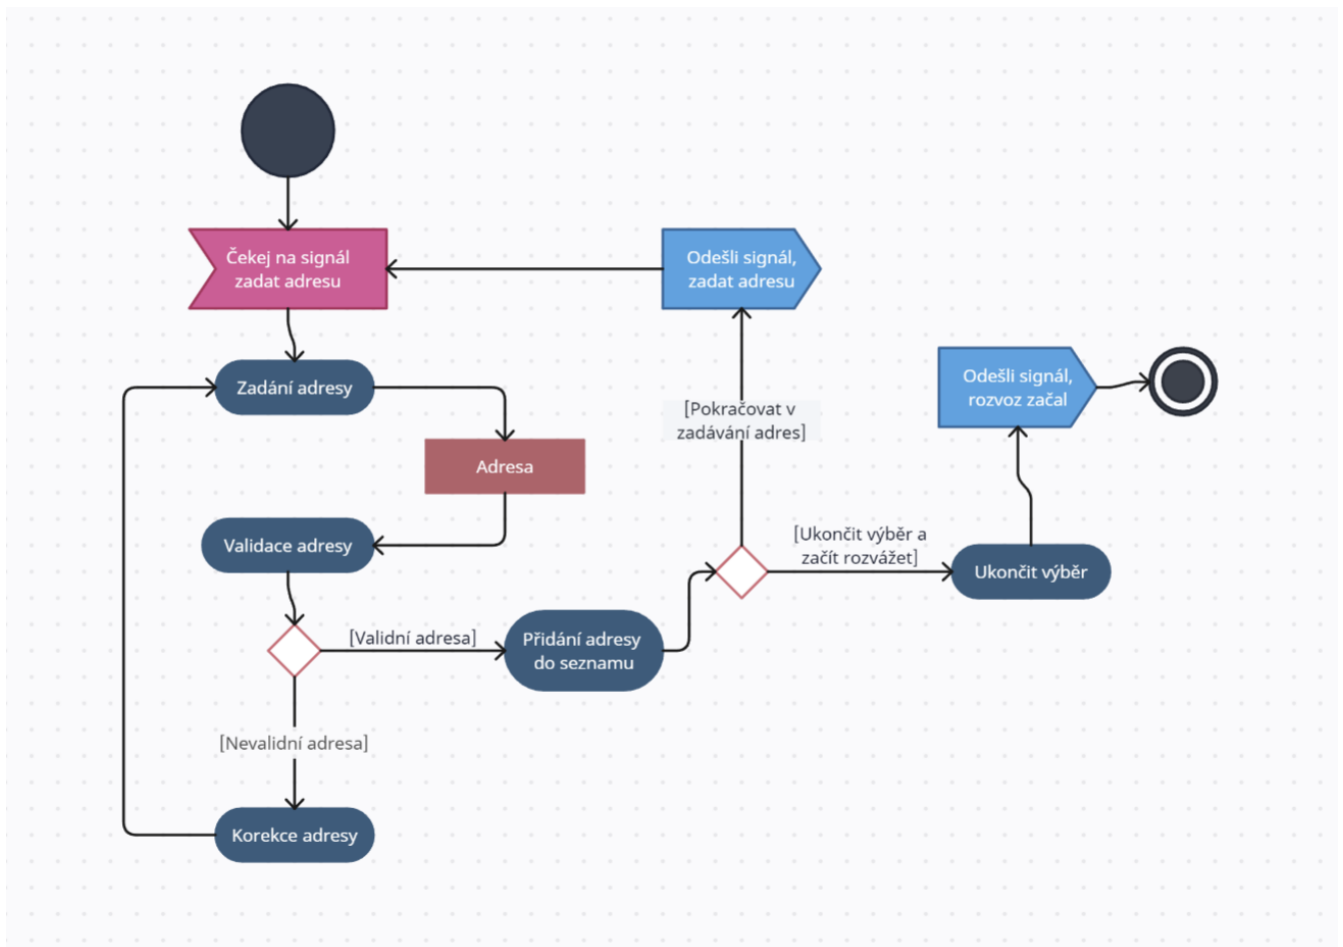 Čekej na signál
zadat adresu
Odešli signál,
zadat adresu
Odešli signál,
rozvoz začal
Zadání adresy
[Pokračovat v
zadávání adres]
Adresa
Validace adresy
[Ukončit výběr a
začít rozvážet]
Ukončit výběr
[Validní adresa]
Přidání adresy
do seznamu
[Nevalidní adresa]
Korekce adresy